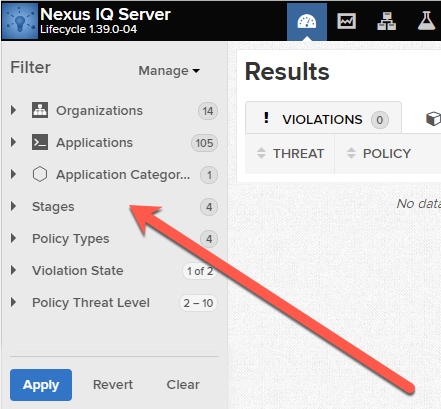 Nexus IQ Server
Lifecycle 1.39.0-04
Filter
Manage
Organizations 14
Applications 105
Application Categor... 1
Stages 4
Policy Types 4
Violation State 1 of 2
Policy Threat Level 2 – 10
Apply Revert Clear
Results
! VIOLATIONS 0
THREAT POLICY
No data